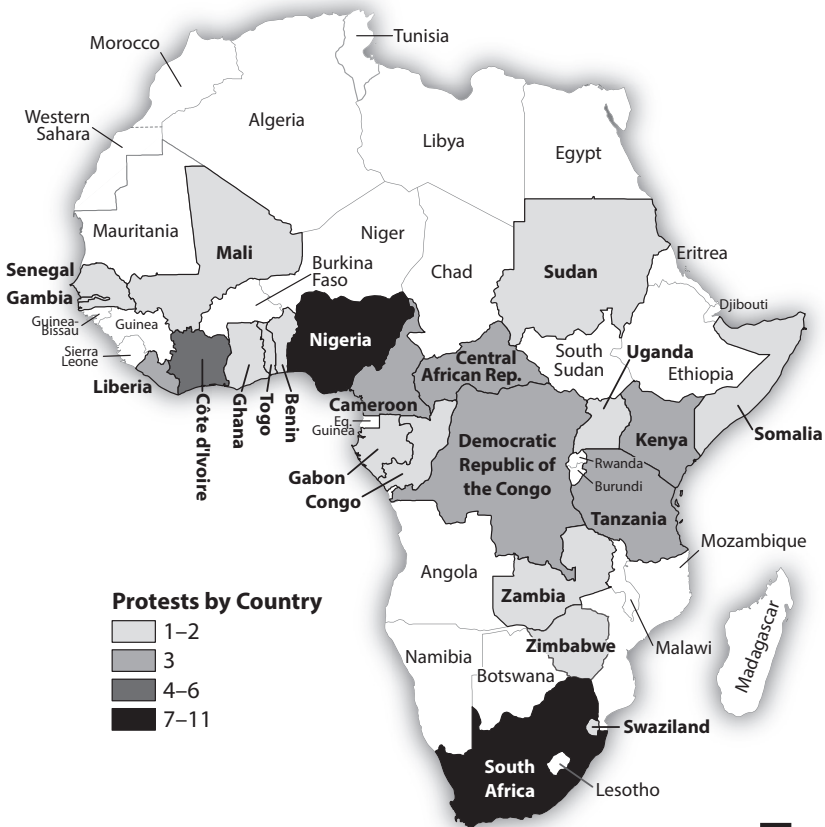 Morocco
Tunisia
Western
Sahara
Algeria
Libya
Egypt
Mauritania
Mali
Niger
Burkina
Faso
Chad
Sudan
Eritrea
Djibouti
Senegal
Gambia
Guinea-
Bissau
Guinea
Sierra
Leone
Liberia
Côte d'Ivoire
Ghana
Togo
Benin
Nigeria
Central
African Rep.
South
Sudan
Uganda
Ethiopia
Cameroon
Eq.
Guinea
Gabon
Congo
Democratic
Republic of
the Congo
Kenya
Somalia
Rwanda
Burundi
Tanzania
Mozambique
Angola
Zambia
Malawi
Madagascar
Zimbabwe
Namibia
Botswana
Swaziland
South
Africa
Lesotho
Protests by Country
1–2
3
4–6
7–11